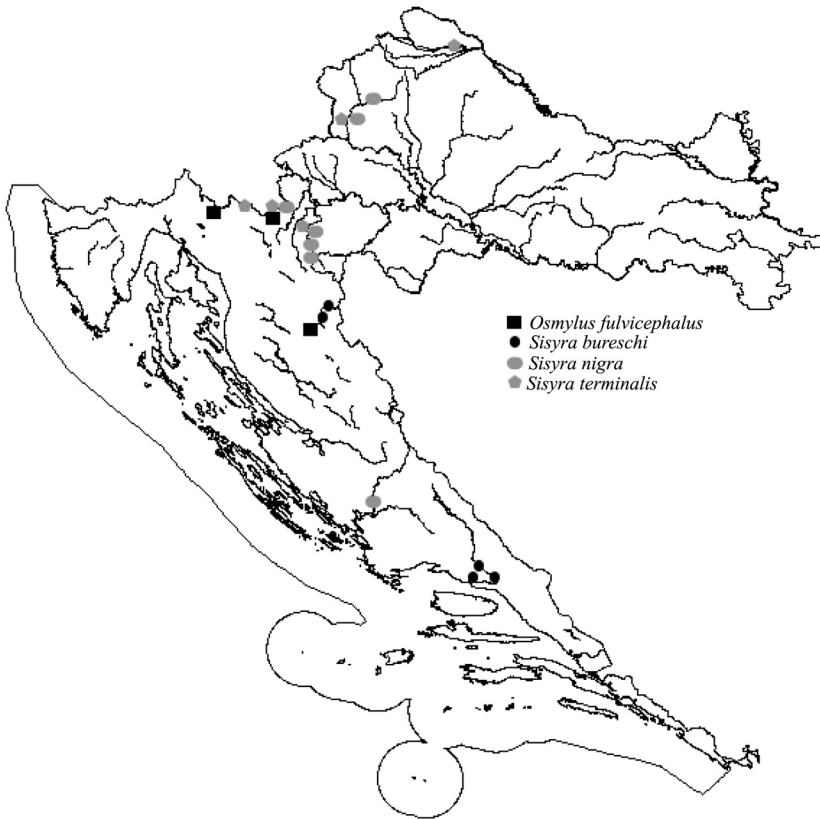 Osmylus fulvicephalus
Sisyra bureschi
Sisyra nigra
Sisyra terminalis